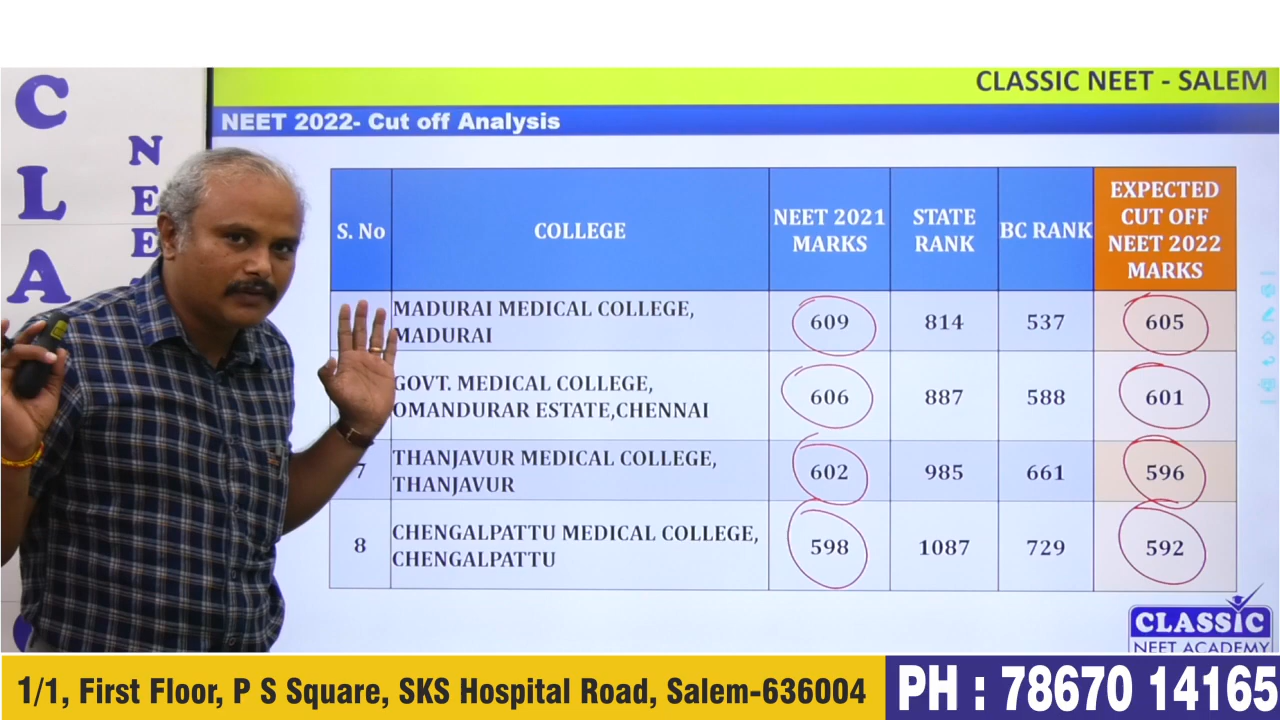 CLASSIC NEET - SALEM
NEET 2022- Cut off Analysis
C
L
A
N
E
E
S. No
COLLEGE
NEET 2021
MARKS
STATE
RANK
BC RANK
EXPECTED
CUT OFF
NEET 2022
MARKS
MADURAI MEDICAL COLLEGE,
MADURAI
609
814
537
605
GOVT. MEDICAL COLLEGE,
OMANDURAR ESTATE,CHENNAI
606
887
588
601
7
THANJAVUR MEDICAL COLLEGE,
THANJAVUR
602
985
661
596
8
CHENGALPATTU MEDICAL COLLEGE,
CHENGALPATTU
598
1087
729
592
CLASSIC
NEET ACADEMY
1/1, First Floor, P S Square, SKS Hospital Road, Salem-636004
PH : 78670 14165